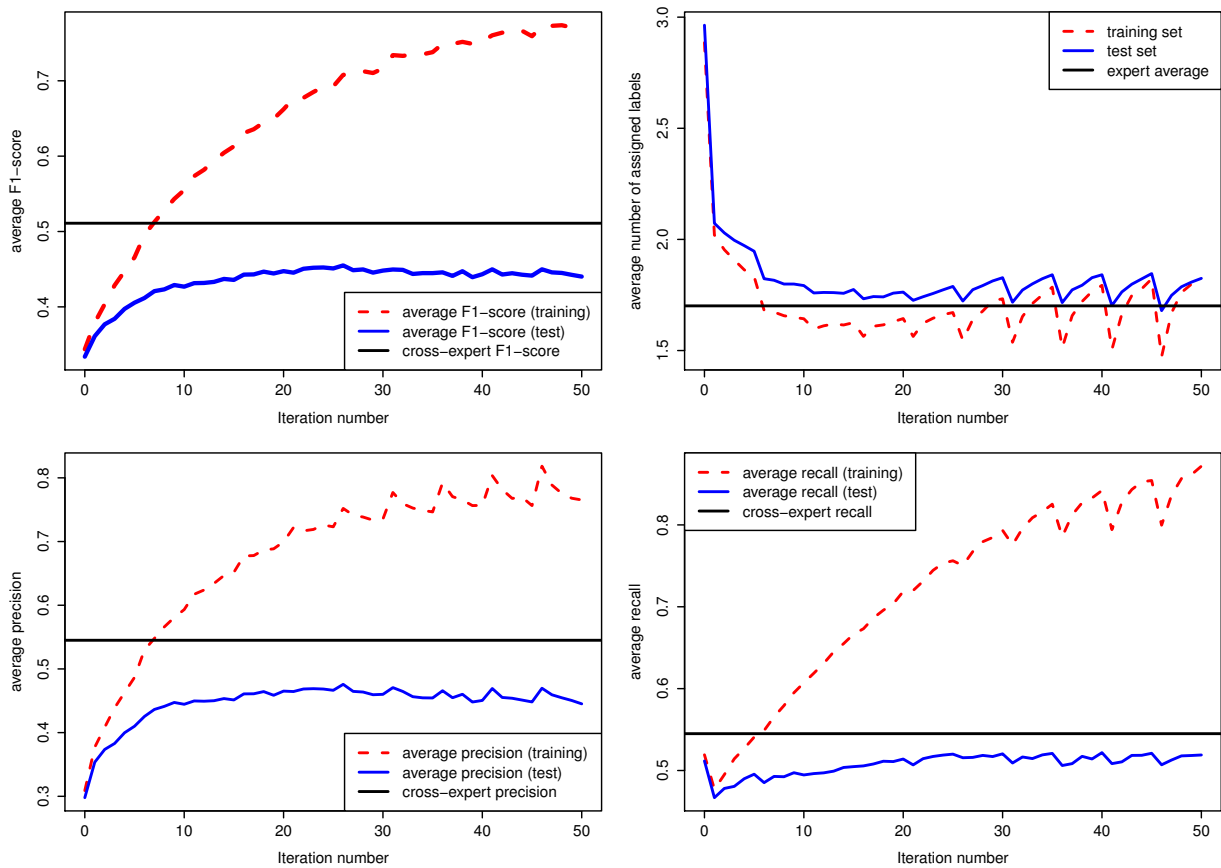 average F1−score
0.4
0.5
0.6
0.7
average F1−score (training)
average F1−score (test)
cross−expert F1−score
0 10 20 30 40 50
Iteration number
average number of assigned labels
1.5
2.0
2.5
3.0
training set
test set
expert average
0 10 20 30 40 50
Iteration number
average precision
0.3
0.4
0.5
0.6
0.7
0.8
average precision (training)
average precision (test)
cross−expert precision
0 10 20 30 40 50
Iteration number
average recall
0.5
0.6
0.7
0.8
average recall (training)
average recall (test)
cross−expert recall
0 10 20 30 40 50
Iteration number